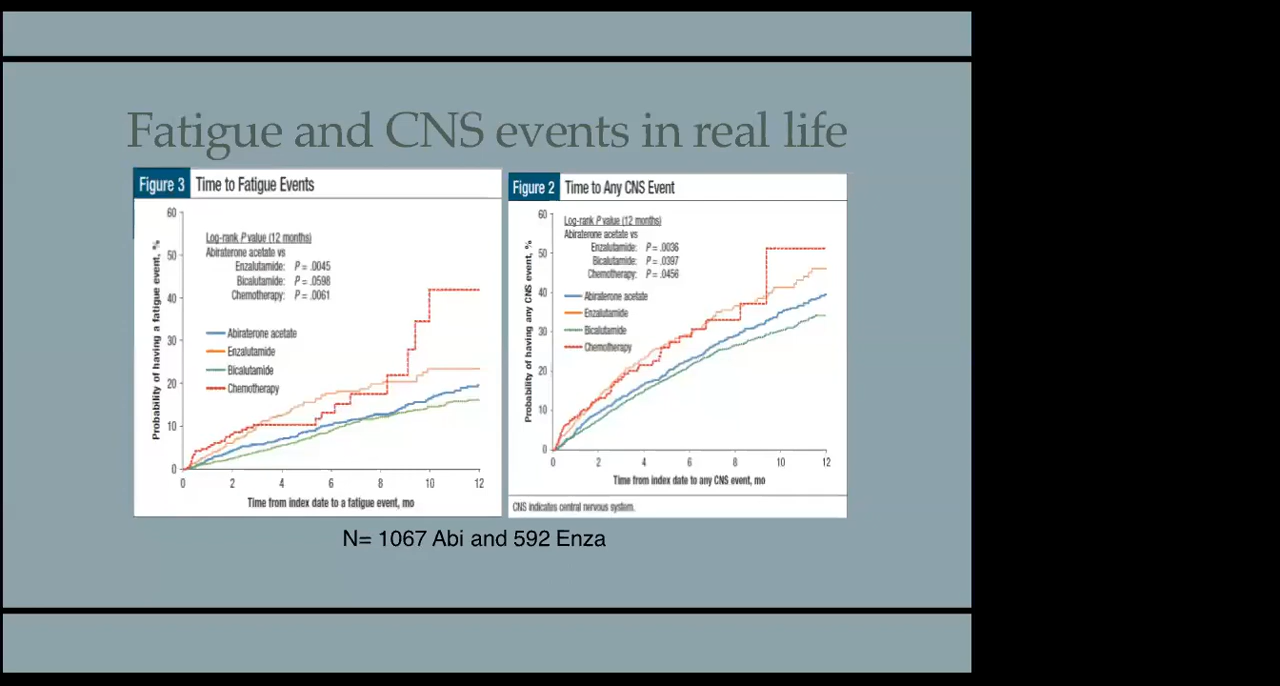 Fatigue and CNS events in real life
Figure 3 Time to Fatigue Events
Probability of having a fatigue event, %
60
50
40
30
20
10
0
Log-rank P value (12 months)
Abiraterone acetate vs
Enzalutamide: P = .0045
Bicalutamide: P = .0598
Chemotherapy: P = .0061
Abiraterone acetate
Enzalutamide
Bicalutamide
Chemotherapy
0 2 4 6 8 10 12
Time from index date to a fatigue event, mo
Figure 2 Time to Any CNS Event
Probability of having any CNS event, %
60
50
40
30
20
10
0
Log-rank P value (12 months)
Abiraterone acetate vs
Enzalutamide: P = .0036
Bicalutamide: P = .0397
Chemotherapy: P = .0456
Abiraterone acetate
Enzalutamide
Bicalutamide
Chemotherapy
0 2 4 6 8 10 12
Time from index date to any CNS event, mo
CNS indicates central nervous system.
N= 1067 Abi and 592 Enza